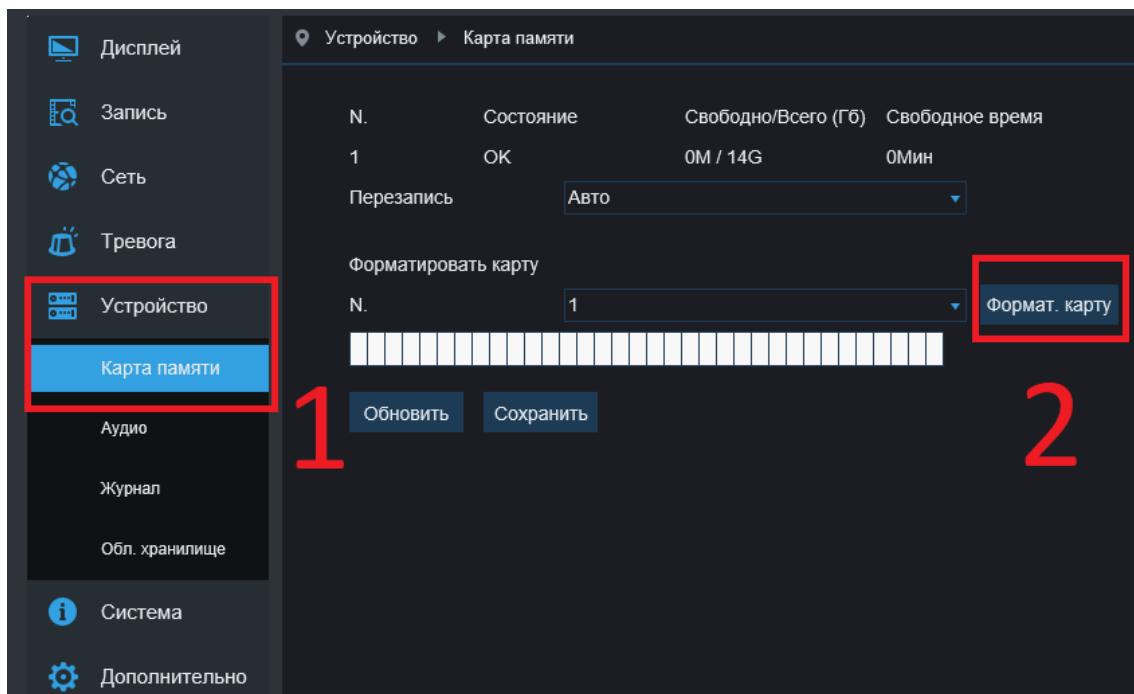 Дисплей
Запись
Сеть
Тревога
Устройство
Карта памяти
Аудио
Журнал
Обл. хранилище
Система
Дополнительно
Устройство Карта памяти
N. Состояние Свободно/Всего (Гб) Свободное время
1 OK 0M / 14G 0Мин
Перезапись Авто
Форматировать карту
N. 1 Формат. карту
Обновить Сохранить
1
2